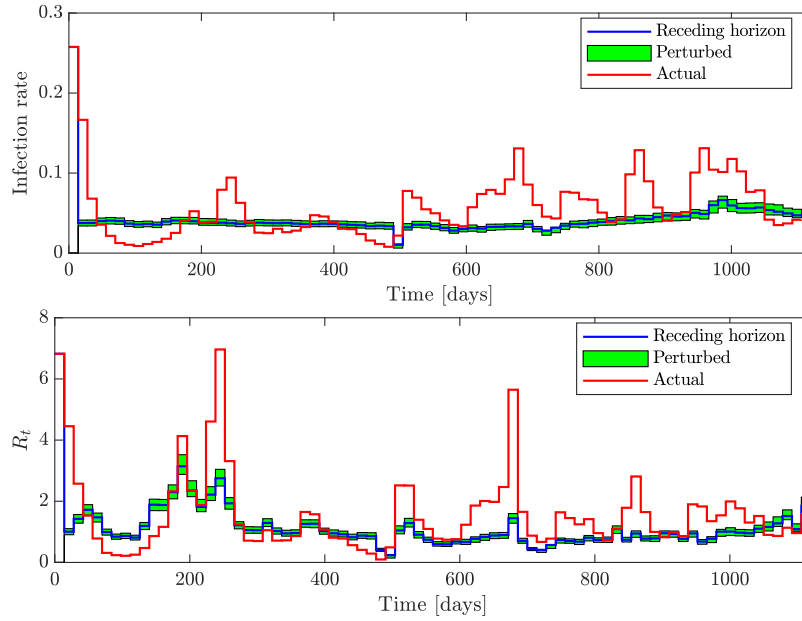 0.3
0.2
0.1
0
Infection rate
Receding horizon
Perturbed
Actual
0 200 400 600 800 1000
Time [days]
8
6
4
2
0
R_t
Receding horizon
Perturbed
Actual
0 200 400 600 800 1000
Time [days]